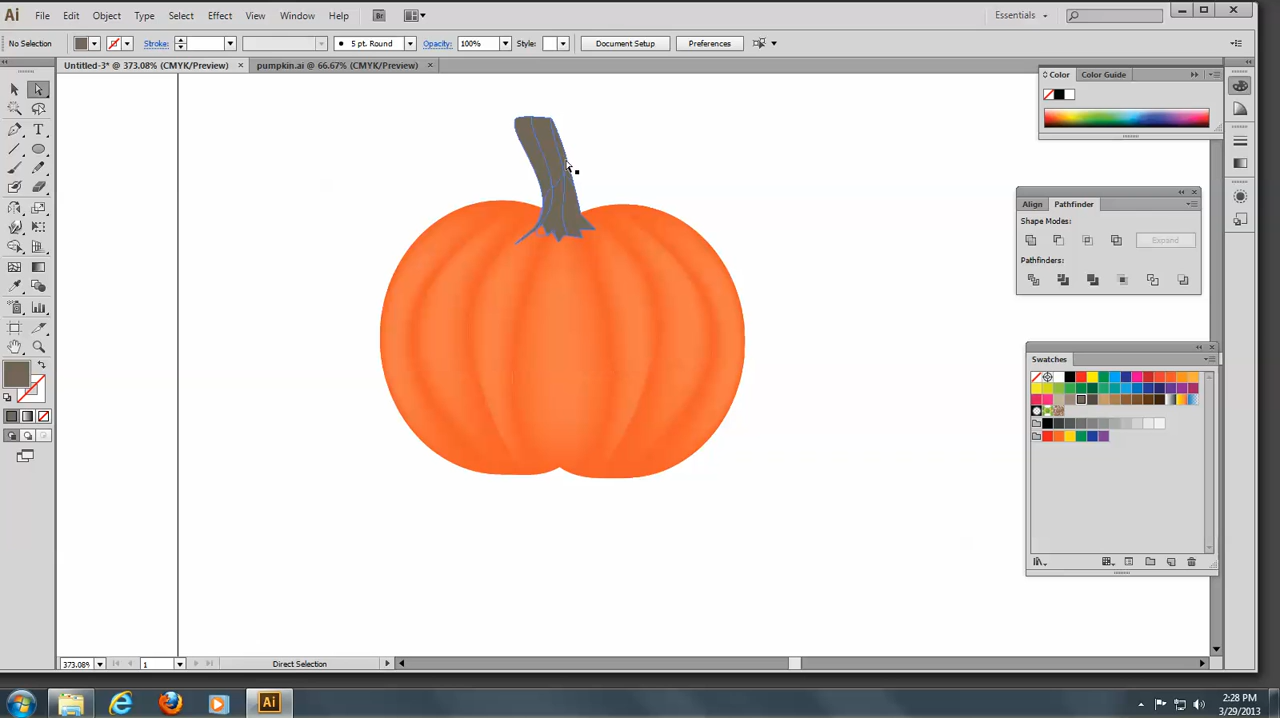 Ai File Edit Object Type Select Effect View Window Help Br Essentials
No Selection Stroke: 5 pt. Round Opacity: 100% Style: Document Setup Preferences
Untitled-3* @ 373.08% (CMYK/Preview) × pumpkin.ai @ 66.67% (CMYK/Preview) ×
Color Color Guide
Align Pathfinder
Shape Modes:
Expand
Pathfinders:
Swatches
373.08% 1 Direct Selection
Ai 2:28 PM
3/29/2013